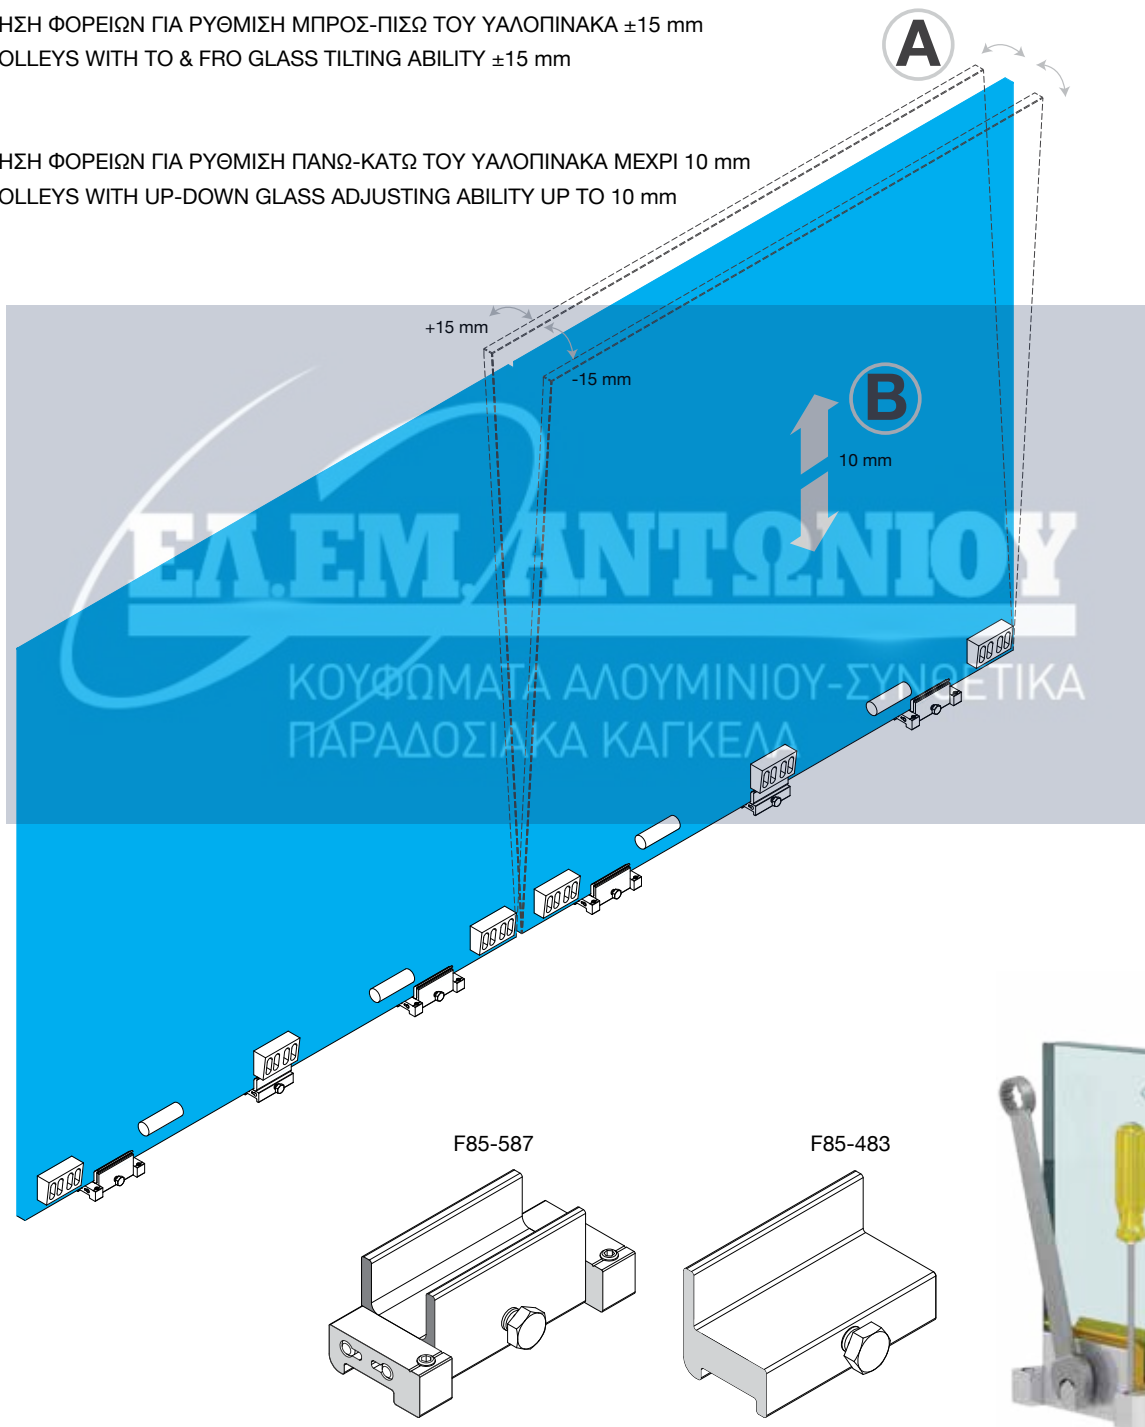 ΗΣΗ ΦΟΡΕΙΩΝ ΓΙΑ ΡΥΘΜΙΣΗ ΜΠΡΟΣ-ΠΙΣΩ ΤΟΥ ΥΑΛΟΠΙΝΑΚΑ ±15 mm
OLLEYS WITH TO & FRO GLASS TILTING ABILITY ±15 mm
A
ΗΣΗ ΦΟΡΕΙΩΝ ΓΙΑ ΡΥΘΜΙΣΗ ΠΑΝΩ-ΚΑΤΩ ΤΟΥ ΥΑΛΟΠΙΝΑΚΑ ΜΕΧΡΙ 10 mm
OLLEYS WITH UP-DOWN GLASS ADJUSTING ABILITY UP TO 10 mm
+15 mm
-15 mm
B
10 mm
ΕΛ.ΕΜ. ΑΝΤΩΝΙΟΥ
ΚΟΥΦΩΜΑΤΑ ΑΛΟΥΜΙΝΙΟΥ-ΣΥΝΘΕΤΙΚΑ
ΠΑΡΑΔΟΣΙΑΚΑ ΚΑΓΚΕΛΑ
F85-587
F85-483